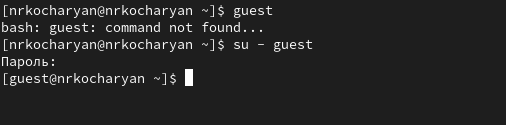 [nrkocharyan@nrkocharyan ~]$ guest
bash: guest: command not found...
[nrkocharyan@nrkocharyan ~]$ su - guest
Пароль:
[guest@nrkocharyan ~]$